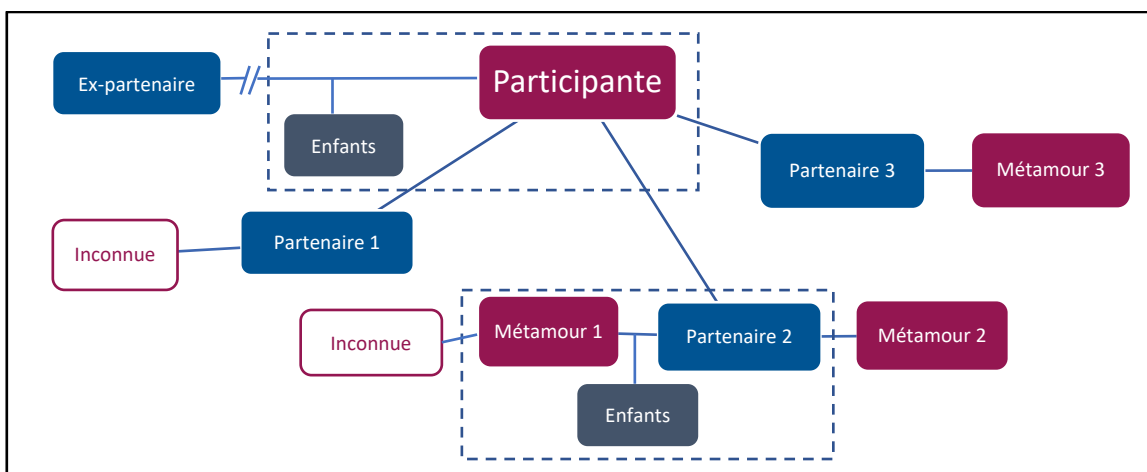 Ex-partenaire
Participante
Enfants
Partenaire 3
Métamour 3
Inconnue
Partenaire 1
Inconnue
Métamour 1
Partenaire 2
Métamour 2
Enfants